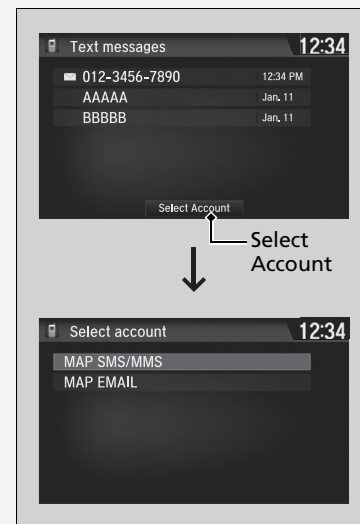 Text messages 12:34
012-3456-7890 12:34 PM
AAAAA Jan. 11
BBBBB Jan. 11
Select Account
Select
Account
Select account 12:34
MAP SMS/MMS
MAP EMAIL